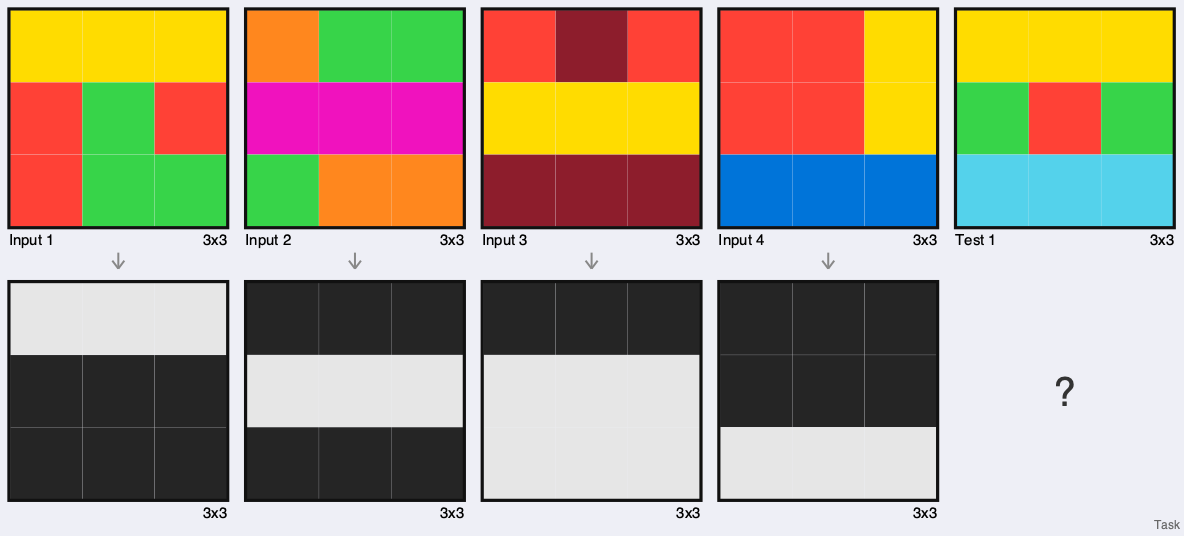 Input 1 3x3
Input 2 3x3
Input 3 3x3
Input 4 3x3
Test 1 3x3
?
3x3
3x3
3x3
3x3
Task